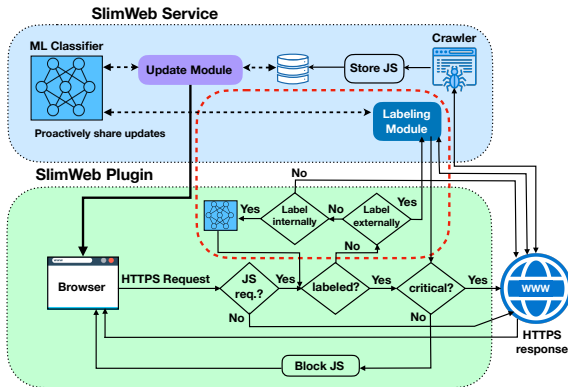 SlimWeb Service
ML Classifier
Update Module
Store JS
Crawler
Proactively share updates
Labeling
Module
SlimWeb Plugin
No
Yes
Label
internally
No
Label
externally
Yes
No
www
Browser
HTTPS Request
JS
req.?
Yes
labeled?
Yes
critical?
Yes
WWW
No
No
HTTPS
response
Block JS